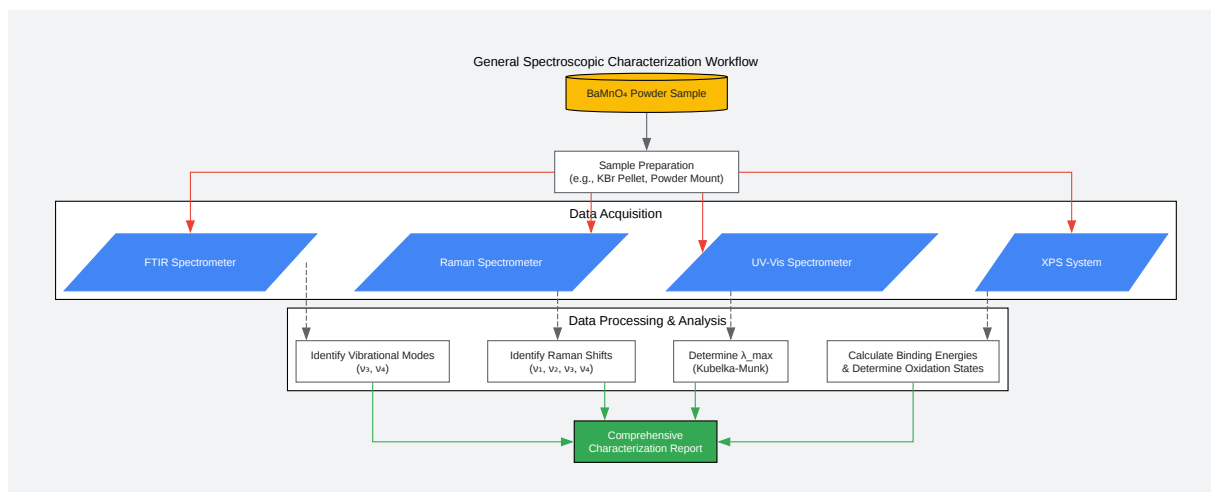 General Spectroscopic Characterization Workflow
BaMnO₄ Powder Sample
Sample Preparation
(e.g., KBr Pellet, Powder Mount)
Data Acquisition
FTIR Spectrometer
Raman Spectrometer
UV-Vis Spectrometer
XPS System
Data Processing & Analysis
Identify Vibrational Modes
(ν₃, ν₄)
Identify Raman Shifts
(ν₁, ν₂, ν₃, ν₄)
Determine λ_max
(Kubelka-Munk)
Calculate Binding Energies
& Determine Oxidation States
Comprehensive
Characterization Report